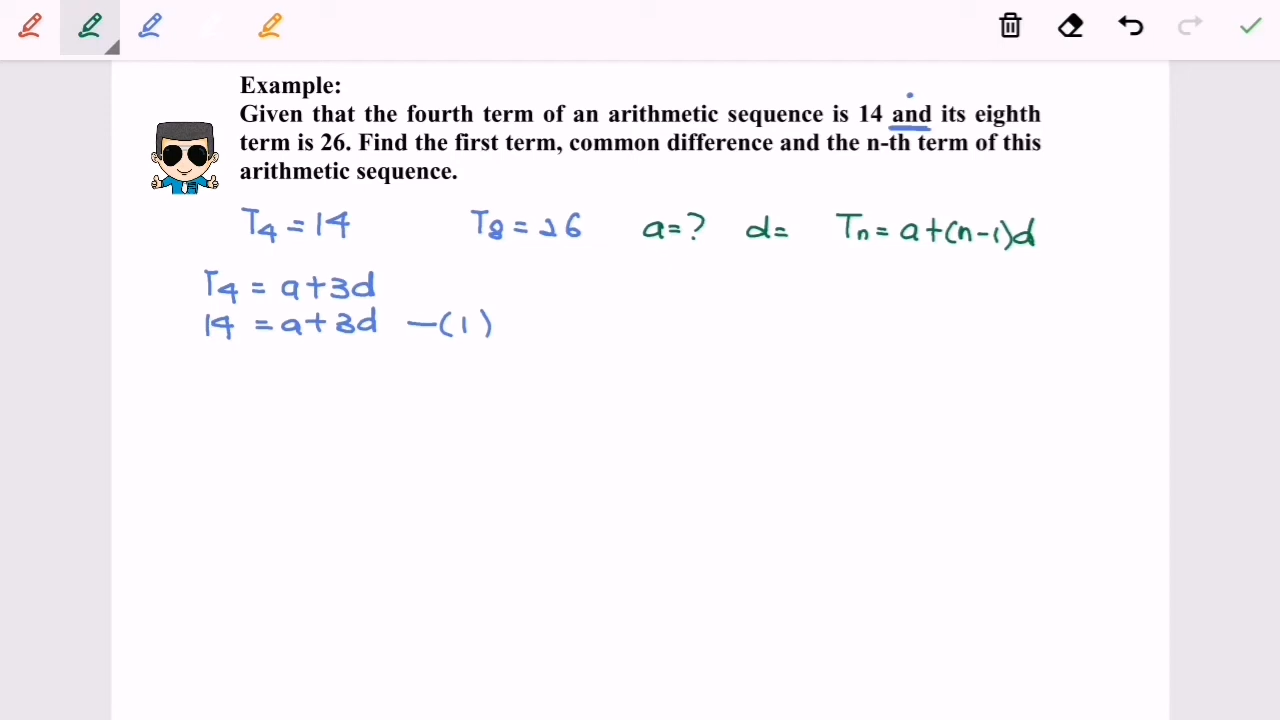 Example:
Given that the fourth term of an arithmetic sequence is 14 and its eighth
term is 26. Find the first term, common difference and the n-th term of this
arithmetic sequence.
T₄ = 14 T₈ = 26 a = ? d = Tₙ = a + (n - 1)d
T₄ = a + 3d
14 = a + 3d — (1)